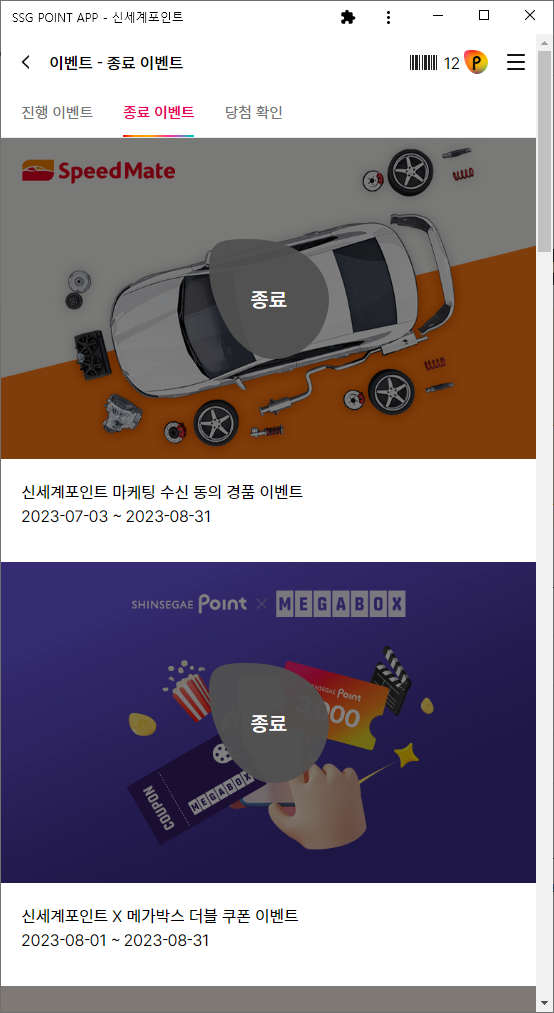 SSG POINT APP - 신세계포인트
이벤트 - 종료 이벤트
12 P
진행 이벤트 종료 이벤트 당첨 확인
SpeedMate
종료
신세계포인트 마케팅 수신 동의 경품 이벤트
2023-07-03 ~ 2023-08-31
SHINSEGAE Point × MEGABOX
SHINSEGAE Point
3,000
종료
COUPON
MEGABOX
신세계포인트 X 메가박스 더블 쿠폰 이벤트
2023-08-01 ~ 2023-08-31